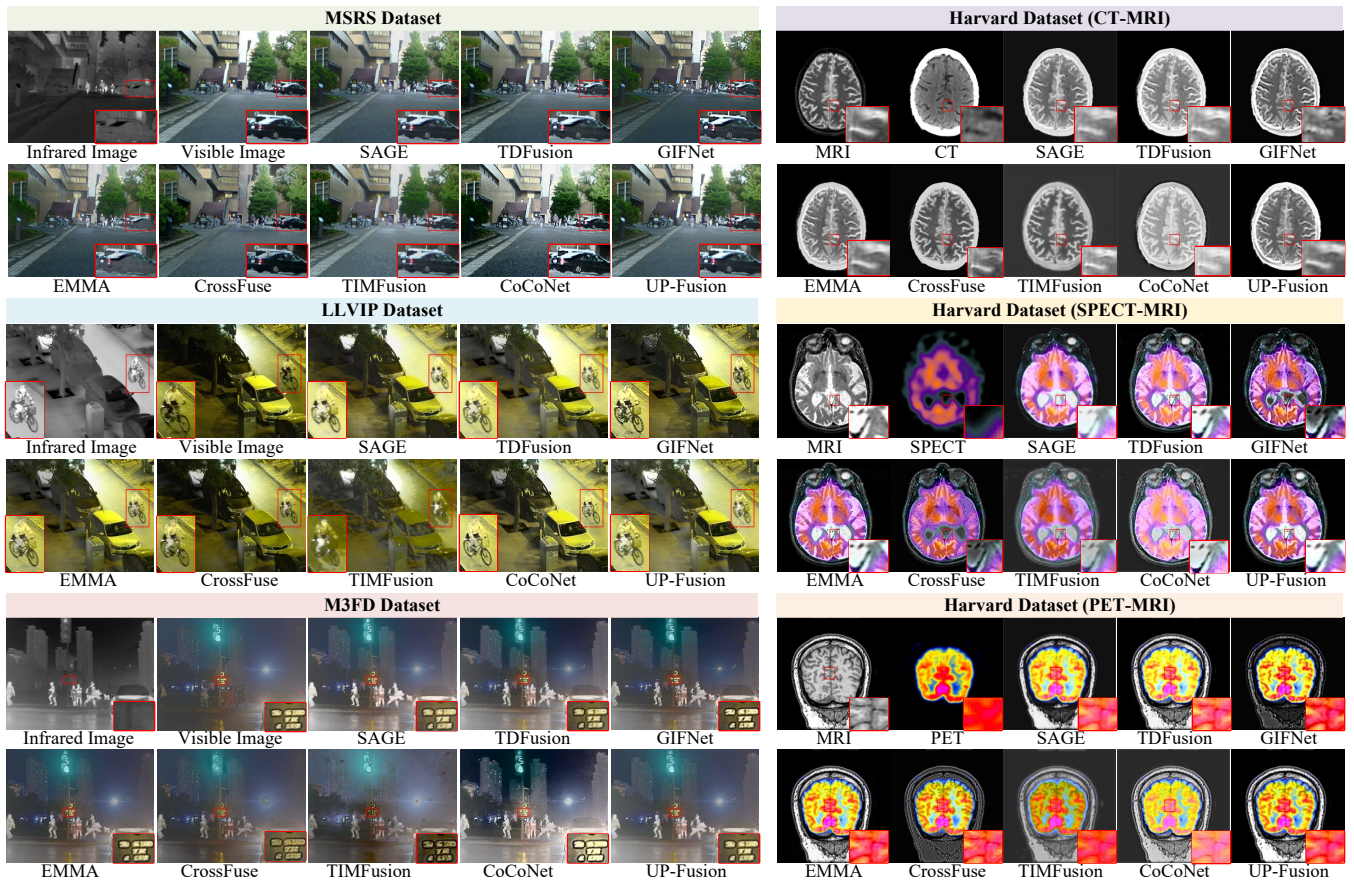 MSRS Dataset
Infrared Image Visible Image SAGE TDFusion GIFNet
EMMA CrossFuse TIMFusion CoCoNet UP-Fusion
LLVIP Dataset
Infrared Image Visible Image SAGE TDFusion GIFNet
EMMA CrossFuse TIMFusion CoCoNet UP-Fusion
M3FD Dataset
Infrared Image Visible Image SAGE TDFusion GIFNet
EMMA CrossFuse TIMFusion CoCoNet UP-Fusion
Harvard Dataset (CT-MRI)
MRI CT SAGE TDFusion GIFNet
EMMA CrossFuse TIMFusion CoCoNet UP-Fusion
Harvard Dataset (SPECT-MRI)
MRI SPECT SAGE TDFusion GIFNet
EMMA CrossFuse TIMFusion CoCoNet UP-Fusion
Harvard Dataset (PET-MRI)
MRI PET SAGE TDFusion GIFNet
EMMA CrossFuse TIMFusion CoCoNet UP-Fusion